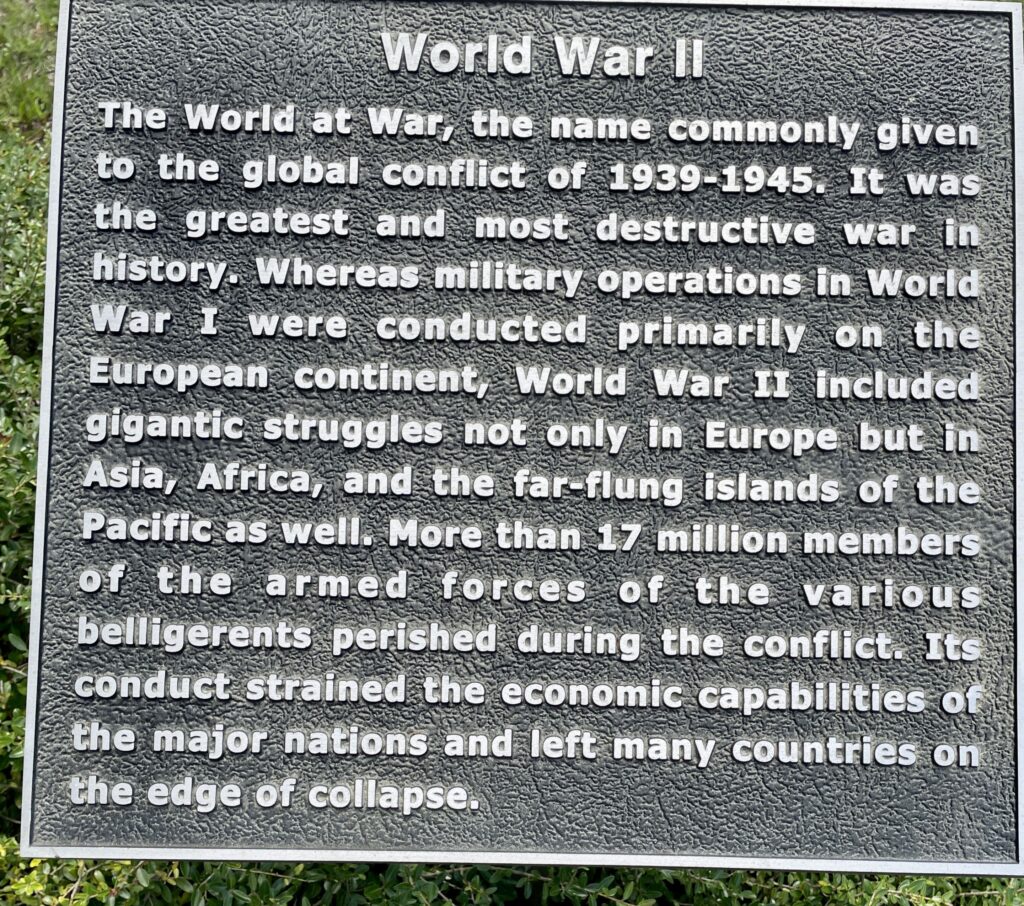 World War II
The World at War, the name commonly given
to the global conflict of 1939-1945. It was
the greatest and most destructive war in
history. Whereas military operations in World
War I were conducted primarily on the
European continent, World War II included
gigantic struggles not only in Europe but in
Asia, Africa, and the far-flung islands of the
Pacific as well. More than 17 million members
of the armed forces of the various
belligerents perished during the conflict. Its
conduct strained the economic capabilities of
the major nations and left many countries on
the edge of collapse.